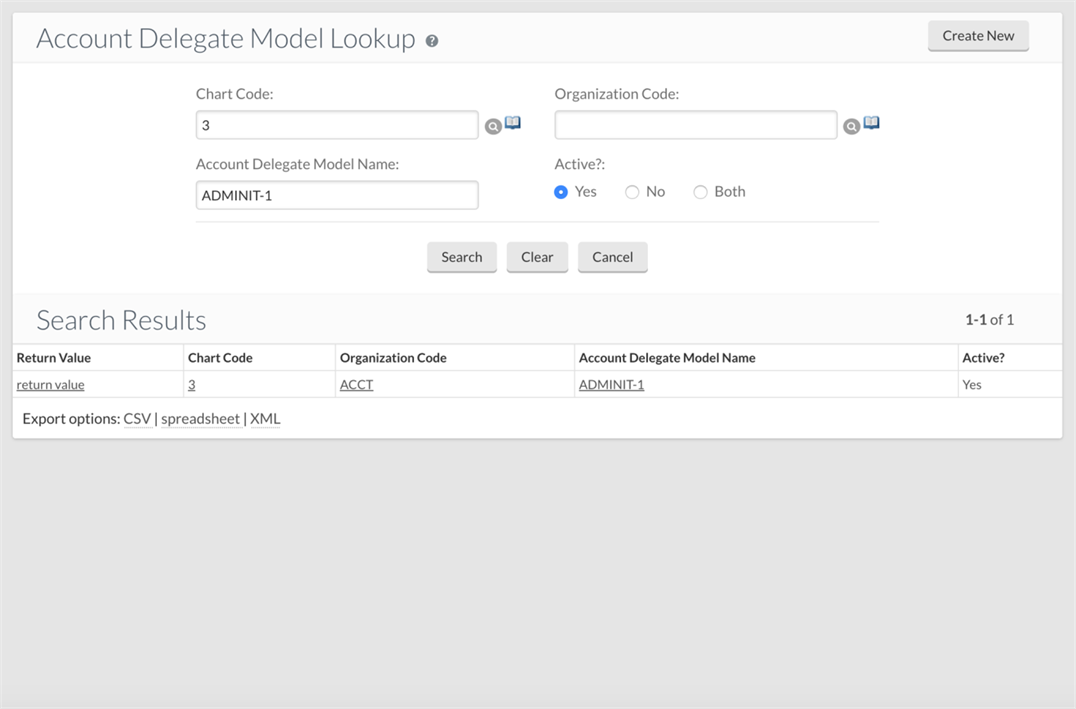 Account Delegate Model Lookup ?
Create New
Chart Code:
Organization Code:
3
Account Delegate Model Name:
Active?:
ADMINIT-1
Yes No Both
Search Clear Cancel
Search Results
1-1 of 1
Return Value Chart Code Organization Code Account Delegate Model Name Active?
return value 3 ACCT ADMINIT-1 Yes
Export options: CSV | spreadsheet | XML